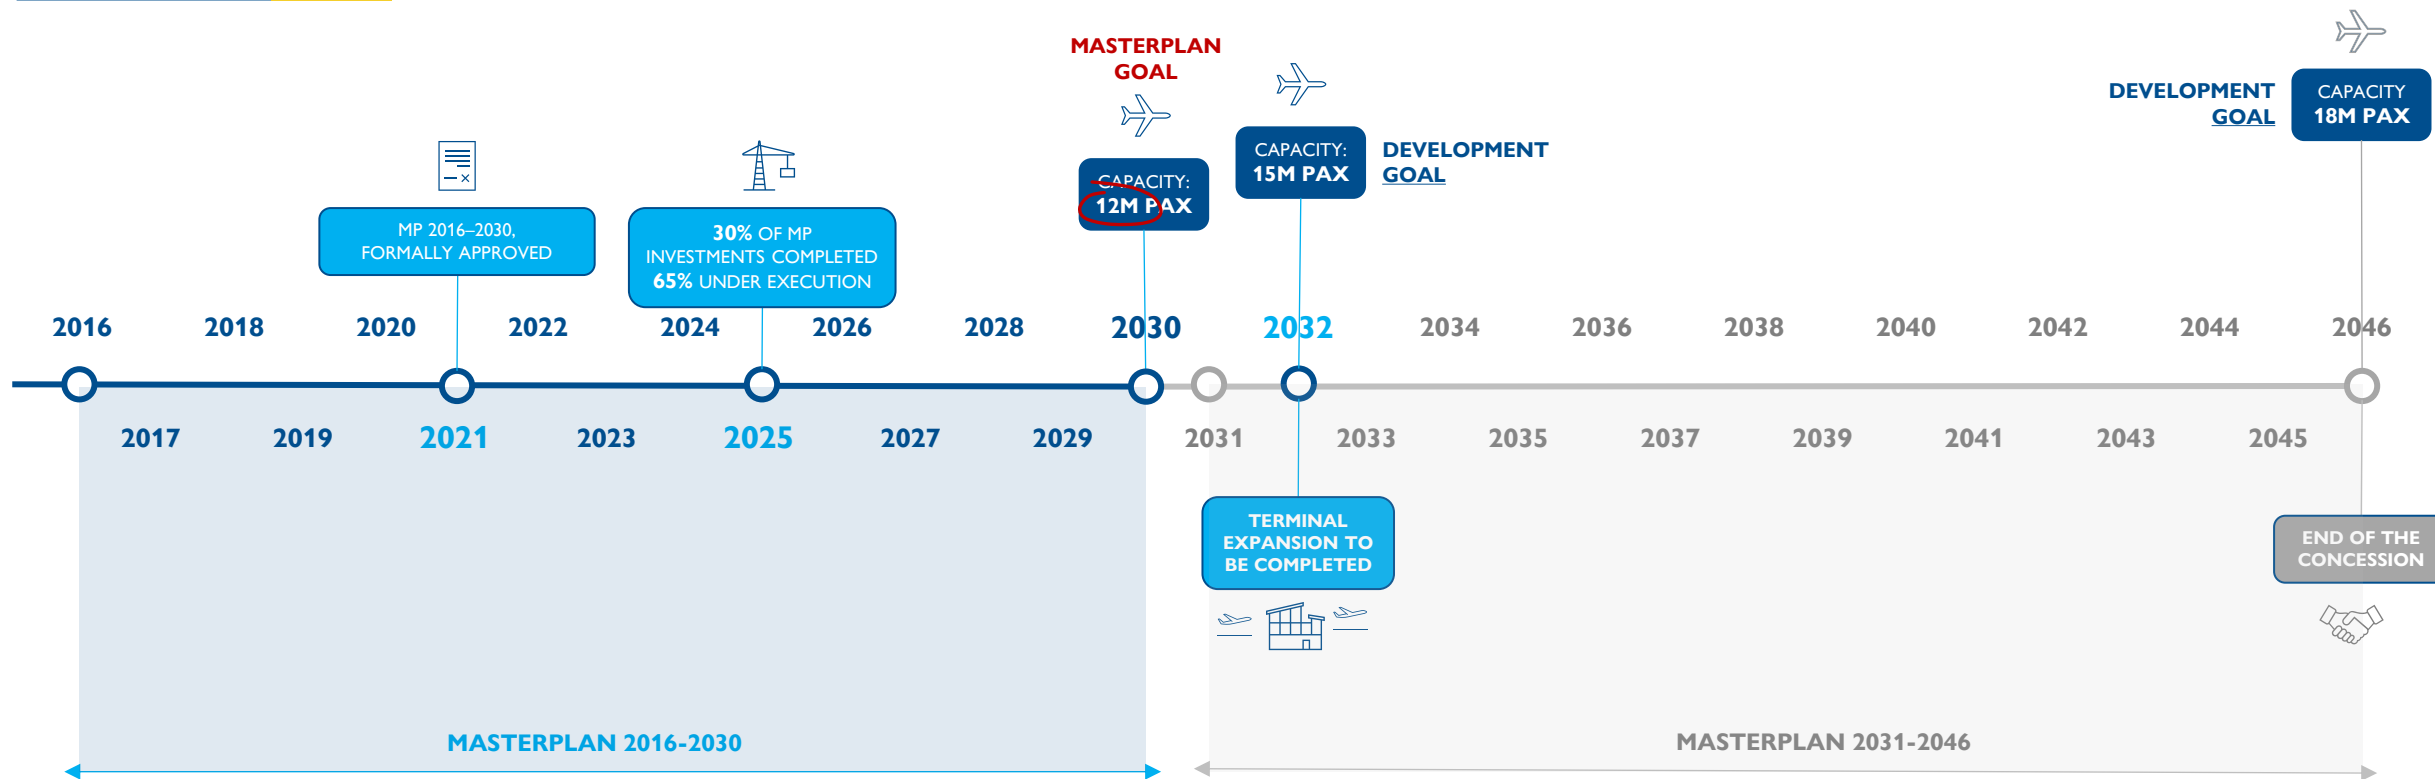 MASTERPLAN
GOAL
CAPACITY:
12M PAX
CAPACITY:
15M PAX
DEVELOPMENT
GOAL
DEVELOPMENT
GOAL
CAPACITY
18M PAX
MP 2016–2030,
FORMALLY APPROVED
30% OF MP
INVESTMENTS COMPLETED
65% UNDER EXECUTION
2016 2018 2020 2022 2024 2026 2028 2030 2032 2034 2036 2038 2040 2042 2044 2046
2017 2019 2021 2023 2025 2027 2029 2031 2033 2035 2037 2039 2041 2043 2045
TERMINAL
EXPANSION TO
BE COMPLETED
END OF THE
CONCESSION
MASTERPLAN 2016-2030
MASTERPLAN 2031-2046